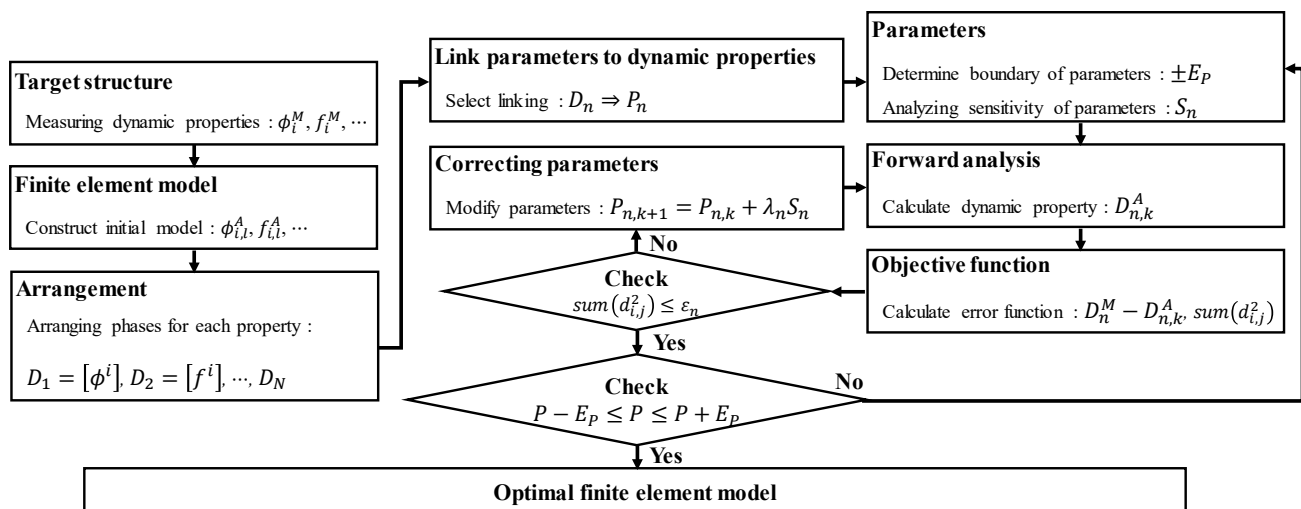 Target structure
Measuring dynamic properties : ϕ_i^M, f_i^M, ⋯
Finite element model
Construct initial model : ϕ_{i,l}^A, f_{i,l}^A, ⋯
Arrangement
Arranging phases for each property :
D_1 = [ϕ^i], D_2 = [f^i], ⋯, D_N
Link parameters to dynamic properties
Select linking : D_n ⇒ P_n
Parameters
Determine boundary of parameters : ±E_P
Analyzing sensitivity of parameters : S_n
Correcting parameters
Modify parameters : P_{n,k+1} = P_{n,k} + λ_n S_n
Forward analysis
Calculate dynamic property : D_{n,k}^A
Objective function
Calculate error function : D_n^M − D_{n,k}^A, sum(d_{i,j}^2)
No
Check
sum(d_{i,j}^2) ≤ ε_n
Yes
Check
P − E_P ≤ P ≤ P + E_P
No
Yes
Optimal finite element model